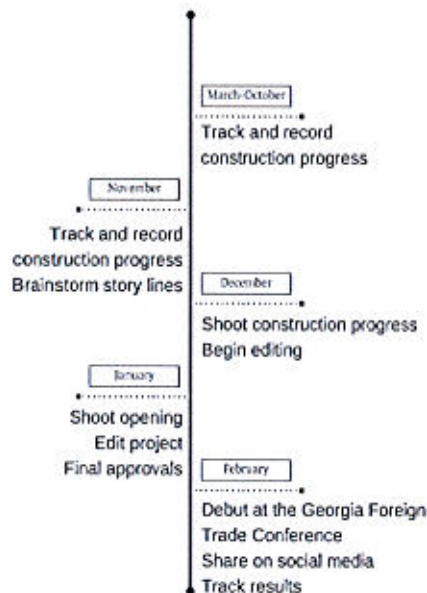 March-October
Track and record
construction progress
November
Track and record
construction progress
Brainstorm story lines
December
Shoot construction progress
Begin editing
January
Shoot opening
Edit project
Final approvals
February
Debut at the Georgia Foreign
Trade Conference
Share on social media
Track results